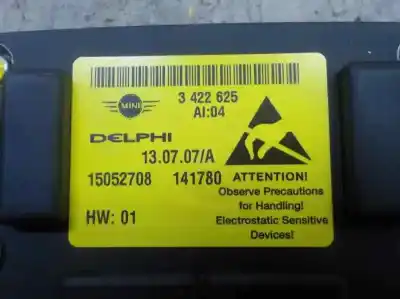 MINI
3 422 625
AI:04
DELPHI
13.07.07/A
15052708 141780
HW: 01
ATTENTION!
Observe Precautions
for Handling!
Electrostatic Sensitive
Devices!